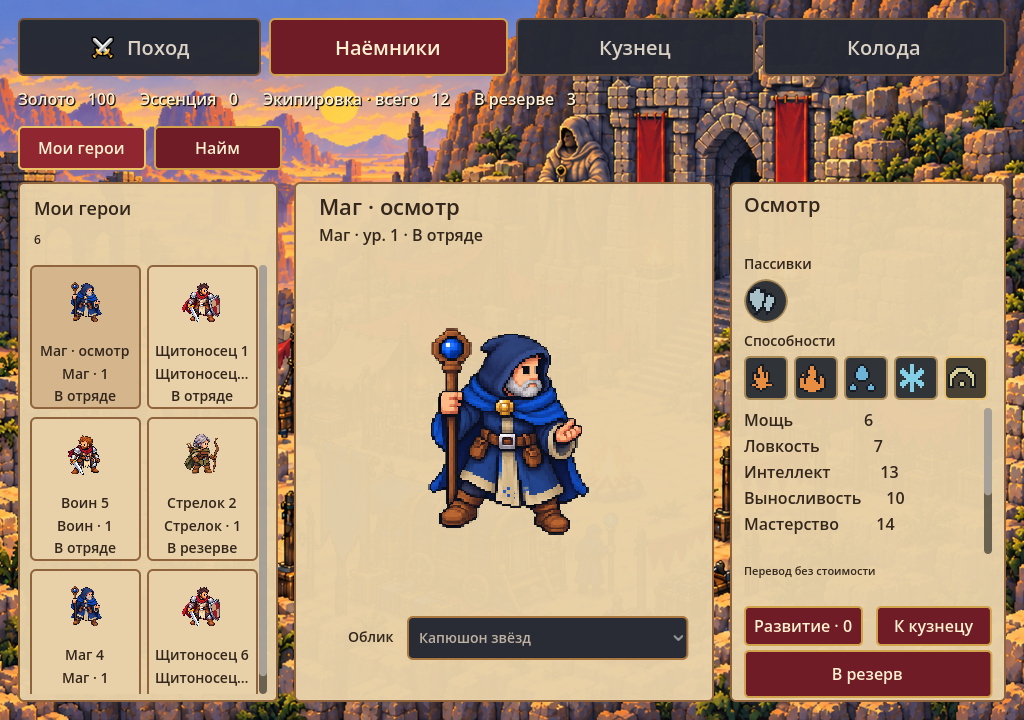 Поход
Наёмники
Кузнец
Колода
Золото 100 Эссенция 0 Экипировка · всего 12 В резерве 3
Мои герои
Найм
Мои герои
6
Маг · осмотр
Маг · 1
В отряде
Щитоносец 1
Щитоносец...
В отряде
Воин 5
Воин · 1
В отряде
Стрелок 2
Стрелок · 1
В резерве
Маг 4
Маг · 1
Щитоносец 6
Щитоносец...
Маг · осмотр
Маг · ур. 1 · В отряде
Облик
Капюшон звёзд
Осмотр
Пассивки
Способности
Мощь 6
Ловкость 7
Интеллект 13
Выносливость 10
Мастерство 14
Перевод без стоимости
Развитие · 0
К кузнецу
В резерв